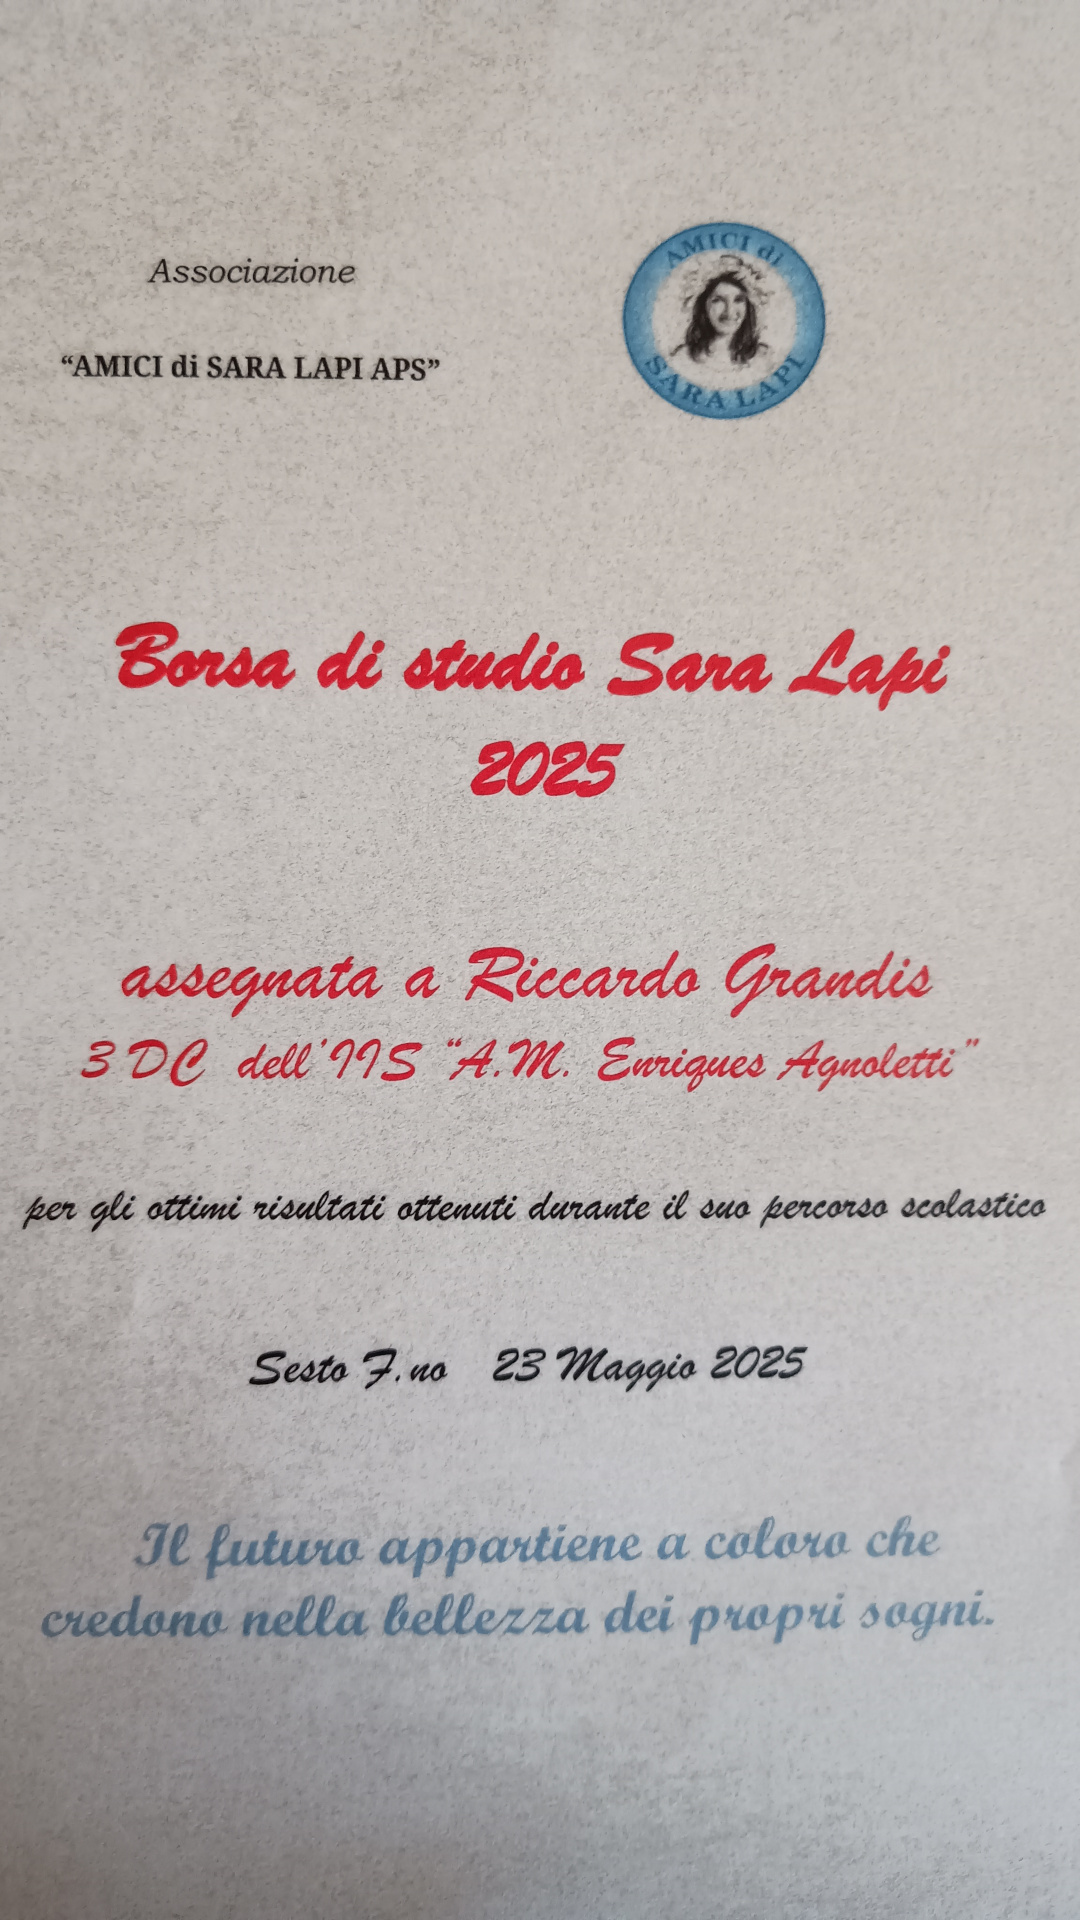 Associazione
“AMICI di SARA LAPI APS”
AMICI di
SARA LAPI
Borsa di studio Sara Lapi
2025
assegnata a Riccardo Grandis
3 DC dell'IIS “A.M. Enriques Agnoletti”
per gli ottimi risultati ottenuti durante il suo percorso scolastico
Sesto F.no 23 Maggio 2025
Il futuro appartiene a coloro che
credono nella bellezza dei propri sogni.